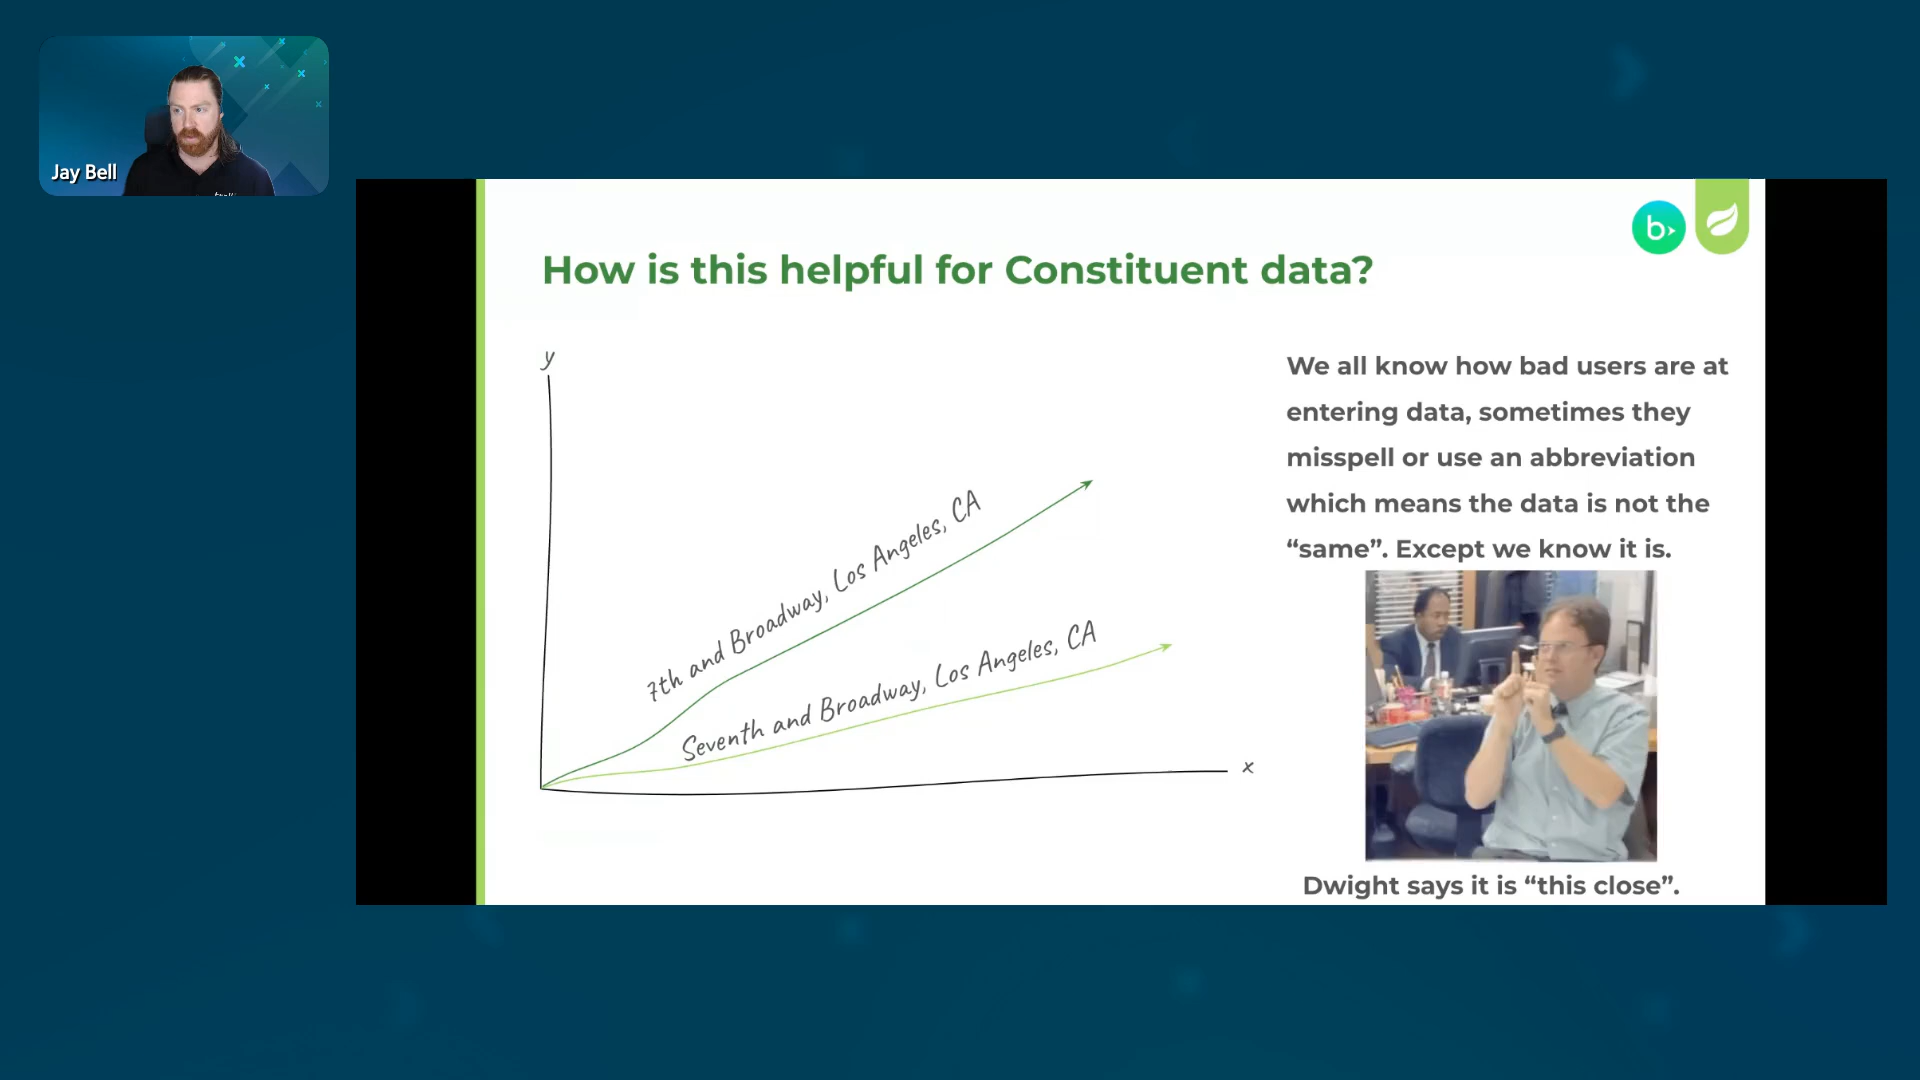 Jay Bell
b
How is this helpful for Constituent data?
y
7th and Broadway, Los Angeles, CA
Seventh and Broadway, Los Angeles, CA
x
We all know how bad users are at
entering data, sometimes they
misspell or use an abbreviation
which means the data is not the
“same”. Except we know it is.
Dwight says it is “this close”.